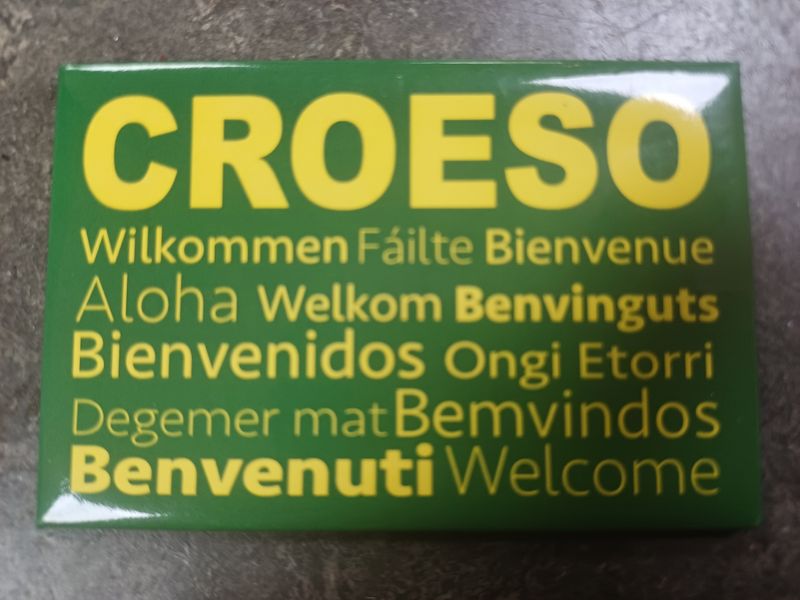 CROESO
Wilkommen Fáilte Bienvenue
Aloha Welkom Benvinguts
Bienvenidos Ongi Etorri
Degemer mat Bemvindos
Benvenuti Welcome